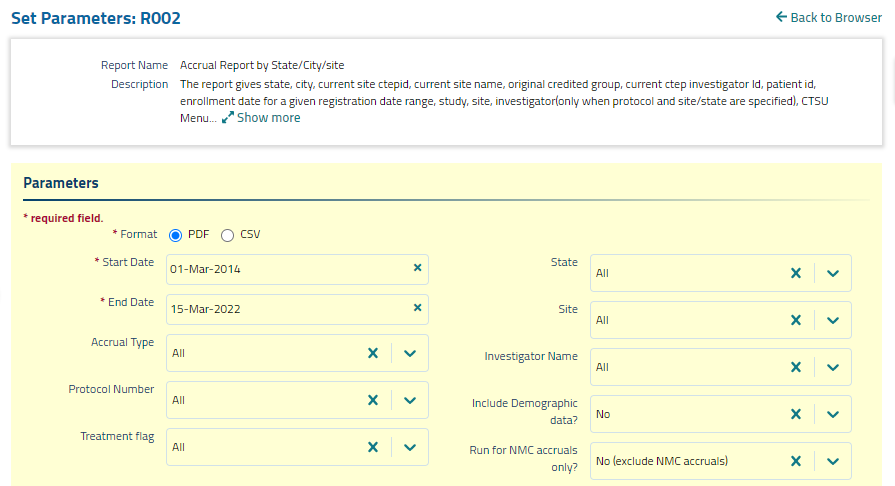 Set Parameters: R002
Back to Browser
Report Name Accrual Report by State/City/site
Description The report gives state, city, current site ctepid, current site name, original credited group, current ctep investigator Id, patient id,
enrollment date for a given registration date range, study, site, investigator(only when protocol and site/state are specified), CTSU
Menu... Show more
Parameters
* required field.
* Format PDF CSV
* Start Date 01-Mar-2014
* End Date 15-Mar-2022
Accrual Type All
Protocol Number All
Treatment flag All
State All
Site All
Investigator Name All
Include Demographic
data? No
Run for NMC accruals
only? No (exclude NMC accruals)